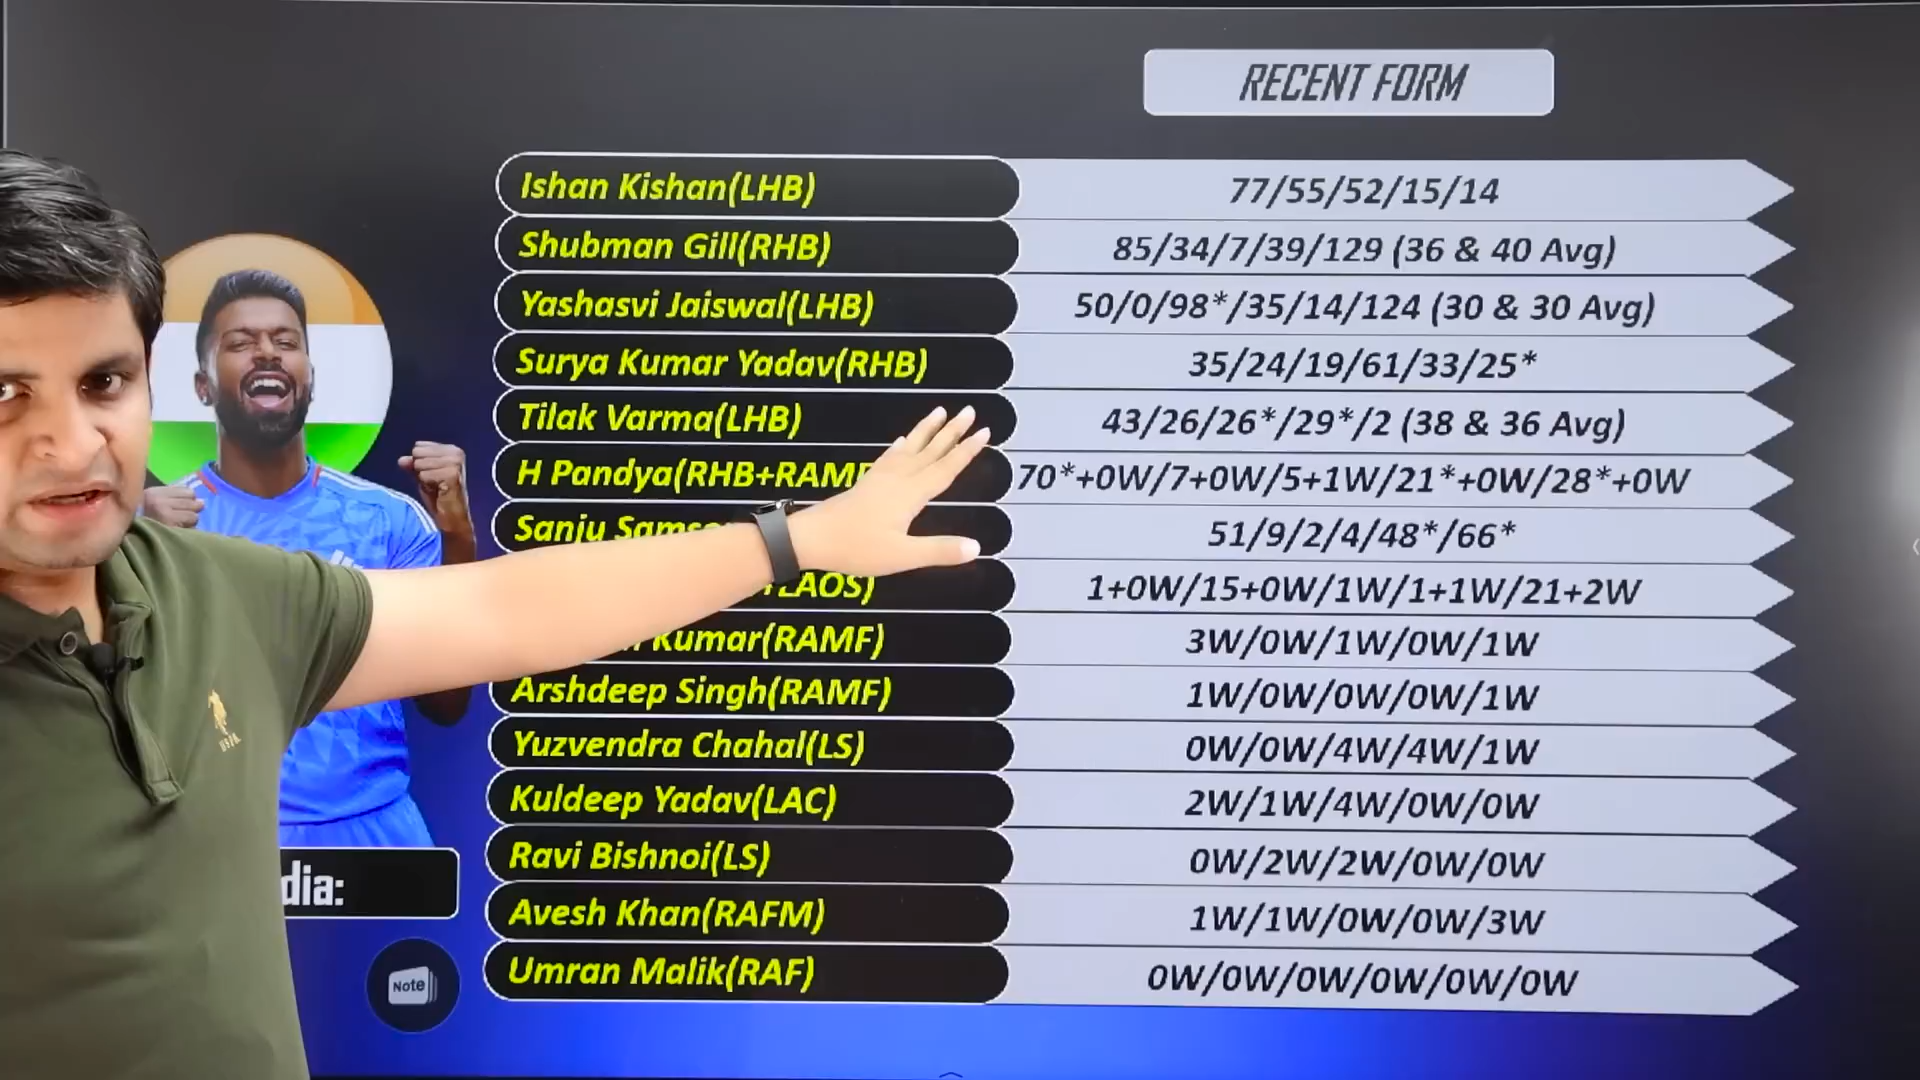 RECENT FORM
Ishan Kishan(LHB) 77/55/52/15/14
Shubman Gill(RHB) 85/34/7/39/129 (36 & 40 Avg)
Yashasvi Jaiswal(LHB) 50/0/98*/35/14/124 (30 & 30 Avg)
Surya Kumar Yadav(RHB) 35/24/19/61/33/25*
Tilak Varma(LHB) 43/26/26*/29*/2 (38 & 36 Avg)
H Pandya(RHB+RAMF 70*+0W/7+0W/5+1W/21*+0W/28*+0W
Sanju 51/9/2/4/48*/66*
LAOS) 1+0W/15+0W/1W/1+1W/21+2W
Kumar(RAMF) 3W/0W/1W/0W/1W
Arshdeep Singh(RAMF) 1W/0W/0W/0W/1W
Yuzvendra Chahal(LS) 0W/0W/4W/4W/1W
Kuldeep Yadav(LAC) 2W/1W/4W/0W/0W
Ravi Bishnoi(LS) 0W/2W/2W/0W/0W
Avesh Khan(RAFM) 1W/1W/0W/0W/3W
Umran Malik(RAF) 0W/0W/0W/0W/0W/0W
dia:
Note